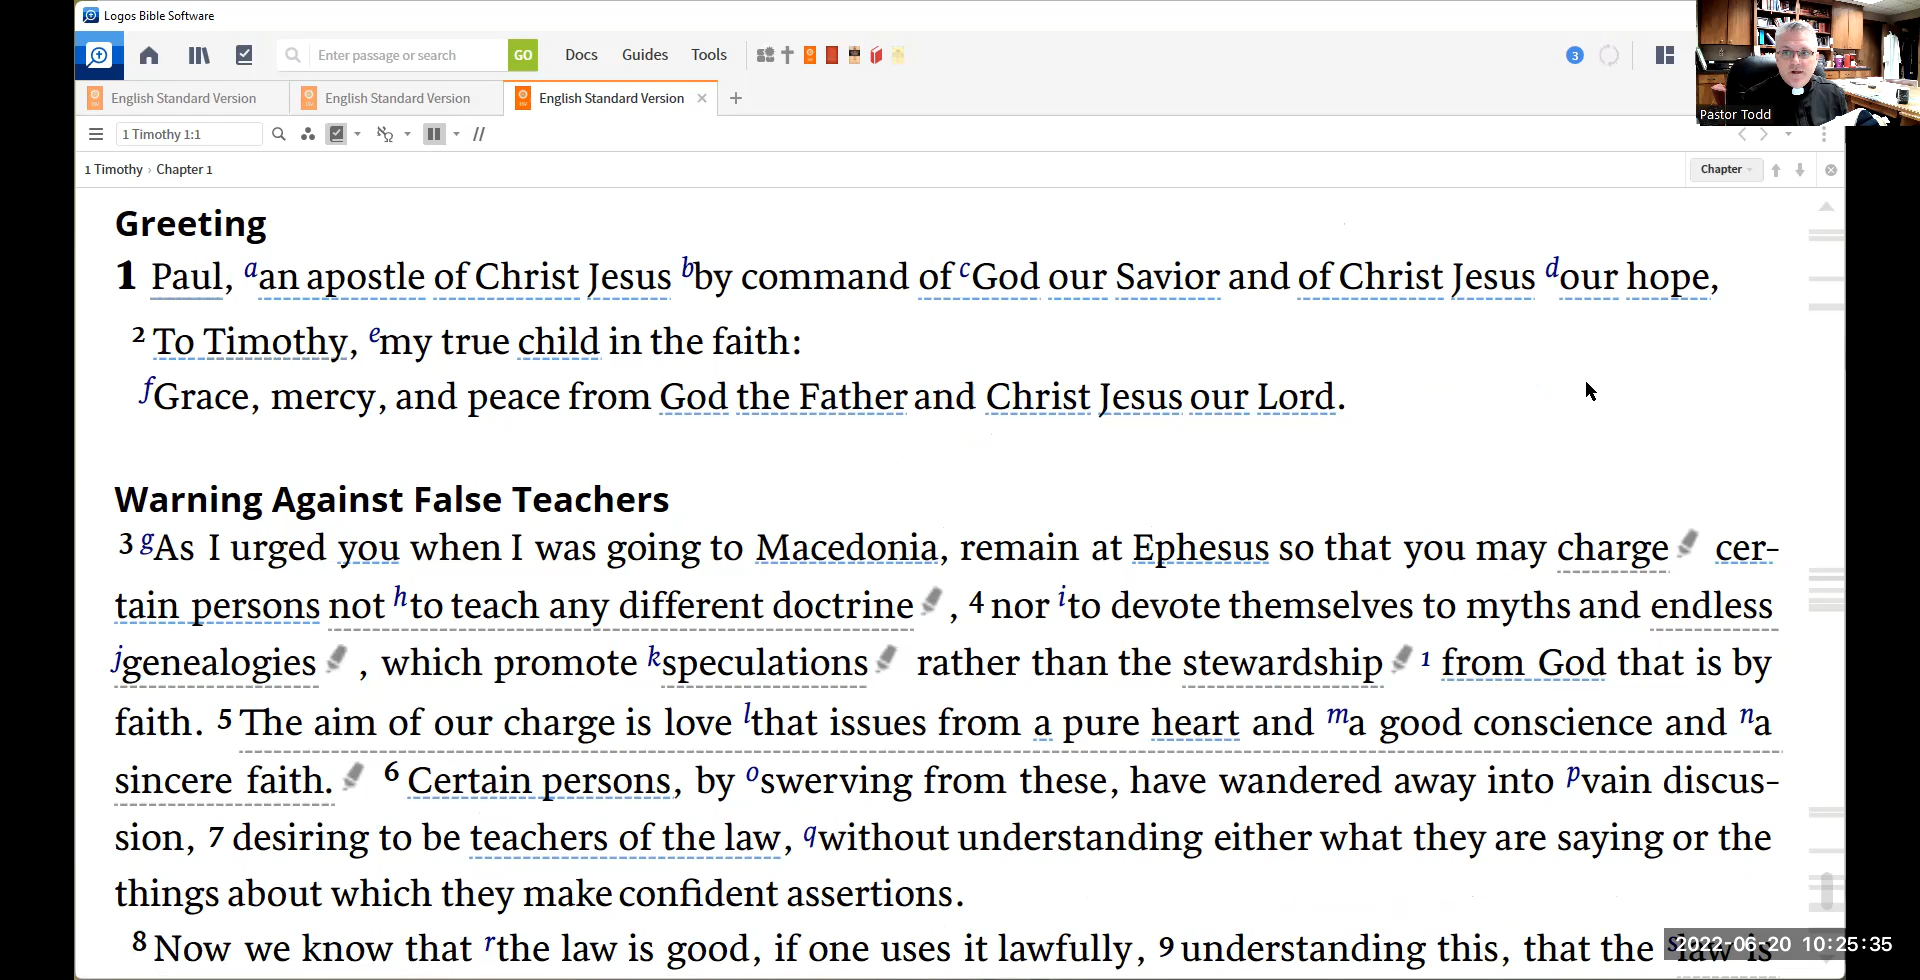 Logos Bible Software
Enter passage or search GO Docs Guides Tools 3
English Standard Version English Standard Version English Standard Version
Pastor Todd
1 Timothy 1:1
1 Timothy › Chapter 1 Chapter
Greeting
1 Paul, a an apostle of Christ Jesus b by command of c God our Savior and of Christ Jesus d our hope,
2 To Timothy, e my true child in the faith:
f Grace, mercy, and peace from God the Father and Christ Jesus our Lord.
Warning Against False Teachers
3 g As I urged you when I was going to Macedonia, remain at Ephesus so that you may charge cer-
tain persons not h to teach any different doctrine, 4 nor i to devote themselves to myths and endless
j genealogies, which promote k speculations rather than the stewardship 1 from God that is by
faith. 5 The aim of our charge is love l that issues from a pure heart and m a good conscience and n a
sincere faith. 6 Certain persons, by o swerving from these, have wandered away into p vain discus-
sion, 7 desiring to be teachers of the law, q without understanding either what they are saying or the
things about which they make confident assertions.
8 Now we know that r the law is good, if one uses it lawfully, 9 understanding this, that the s law is
2022-06-20 10:25:35